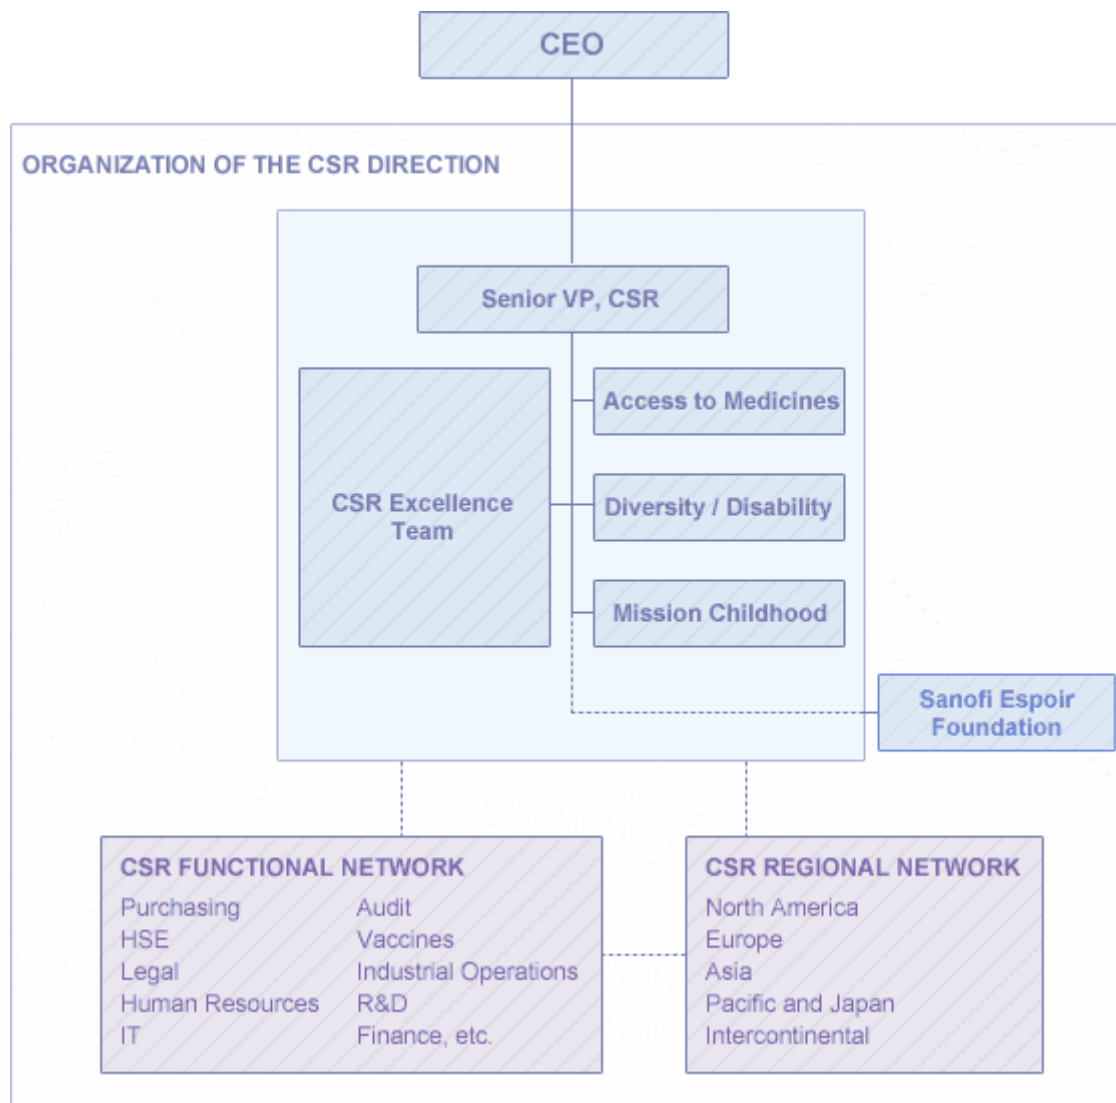 CEO
ORGANIZATION OF THE CSR DIRECTION
Senior VP, CSR
CSR Excellence
Team
Access to Medicines
Diversity / Disability
Mission Childhood
Sanofi Espoir
Foundation
CSR FUNCTIONAL NETWORK
Purchasing
HSE
Legal
Human Resources
IT
Audit
Vaccines
Industrial Operations
R&D
Finance, etc.
CSR REGIONAL NETWORK
North America
Europe
Asia
Pacific and Japan
Intercontinental